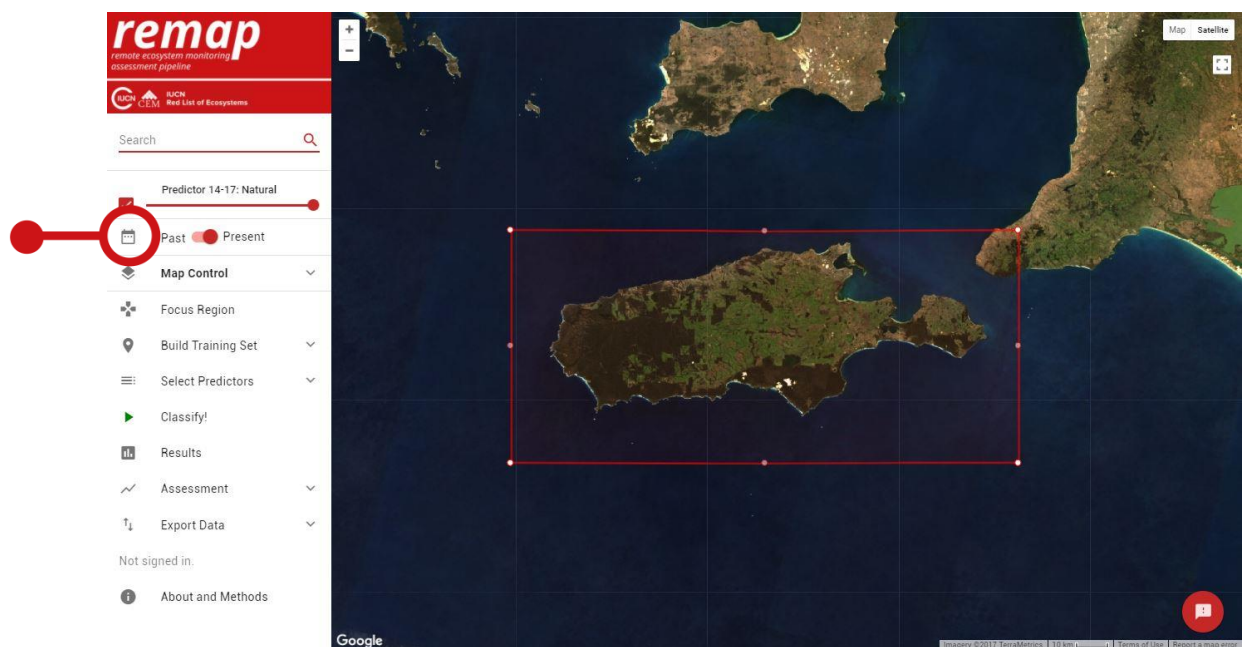 remap
remote ecosystem monitoring
assessment pipeline
IUCN CEM IUCN
Red List of Ecosystems
Search
Predictor 14-17: Natural
Past Present
Map Control
Focus Region
Build Training Set
Select Predictors
Classify!
Results
Assessment
Export Data
Not signed in.
About and Methods
+
-
Map Satellite
Google
Imagery ©2017 TerraMetrics 10 km Terms of Use Report a map error